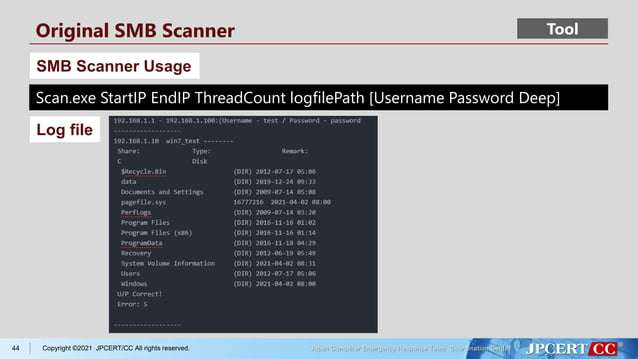 Original SMB Scanner
Tool
SMB Scanner Usage
Scan.exe StartIP EndIP ThreadCount logfilePath [Username Password Deep]
Log file
192.168.1.1 - 192.168.1.100:(Username - test / Password - password
------------------
192.168.1.10 win7_test --------
Share: Type: Remark:
C Disk
$Recycle.Bin (DIR) 2012-07-17 05:06
data (DIR) 2019-12-24 09:33
Documents and Settings (DIR) 2009-07-14 05:08
pagefile.sys 16777216 2021-04-02 08:00
PerfLogs (DIR) 2009-07-14 03:20
Program Files (DIR) 2016-11-16 01:02
Program Files (x86) (DIR) 2016-11-16 01:14
ProgramData (DIR) 2016-11-18 04:29
Recovery (DIR) 2012-06-19 05:49
System Volume Information (DIR) 2021-04-02 08:31
Users (DIR) 2012-07-17 05:06
Windows (DIR) 2021-04-02 08:00
U/P Correct!
Error: 5
------------------
44
Copyright ©2021 JPCERT/CC All rights reserved.
Japan Computer Emergency Response Team Coordination Center
JPCERT CC